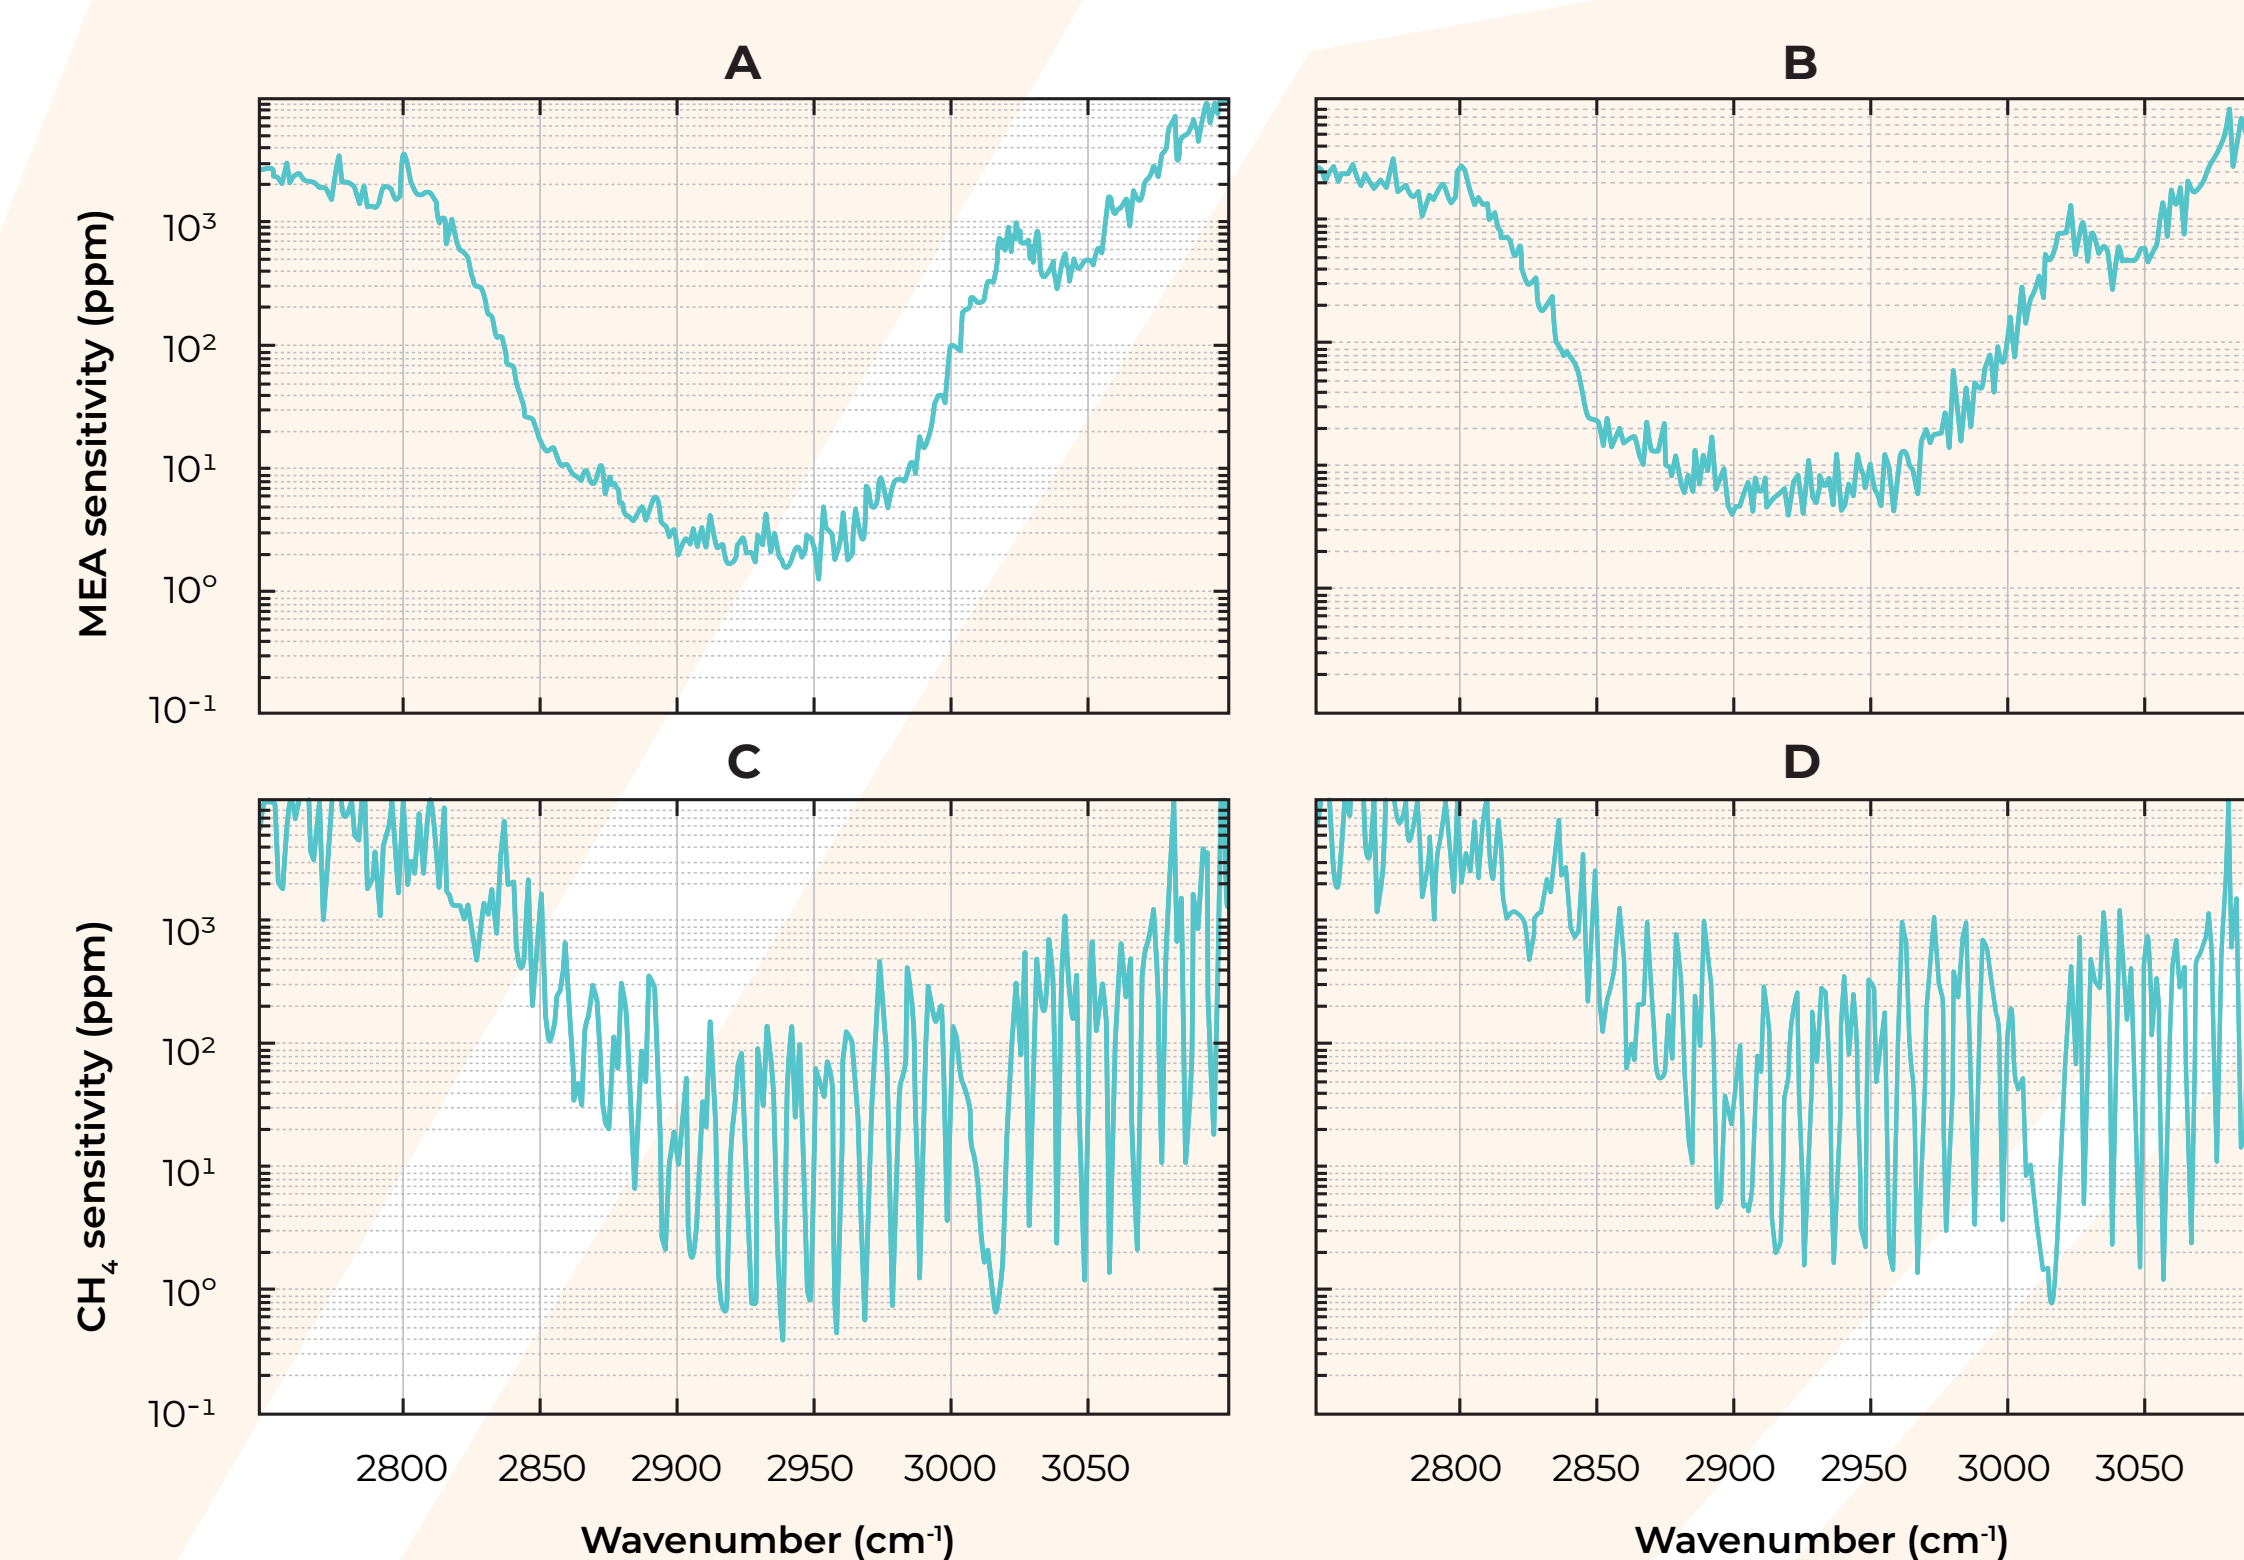 A
B
MEA sensitivity (ppm)
10³
10²
10¹
10⁰
10⁻¹
C
D
CH₄ sensitivity (ppm)
10³
10²
10¹
10⁰
10⁻¹
2800 2850 2900 2950 3000 3050
2800 2850 2900 2950 3000 3050
Wavenumber (cm⁻¹)
Wavenumber (cm⁻¹)